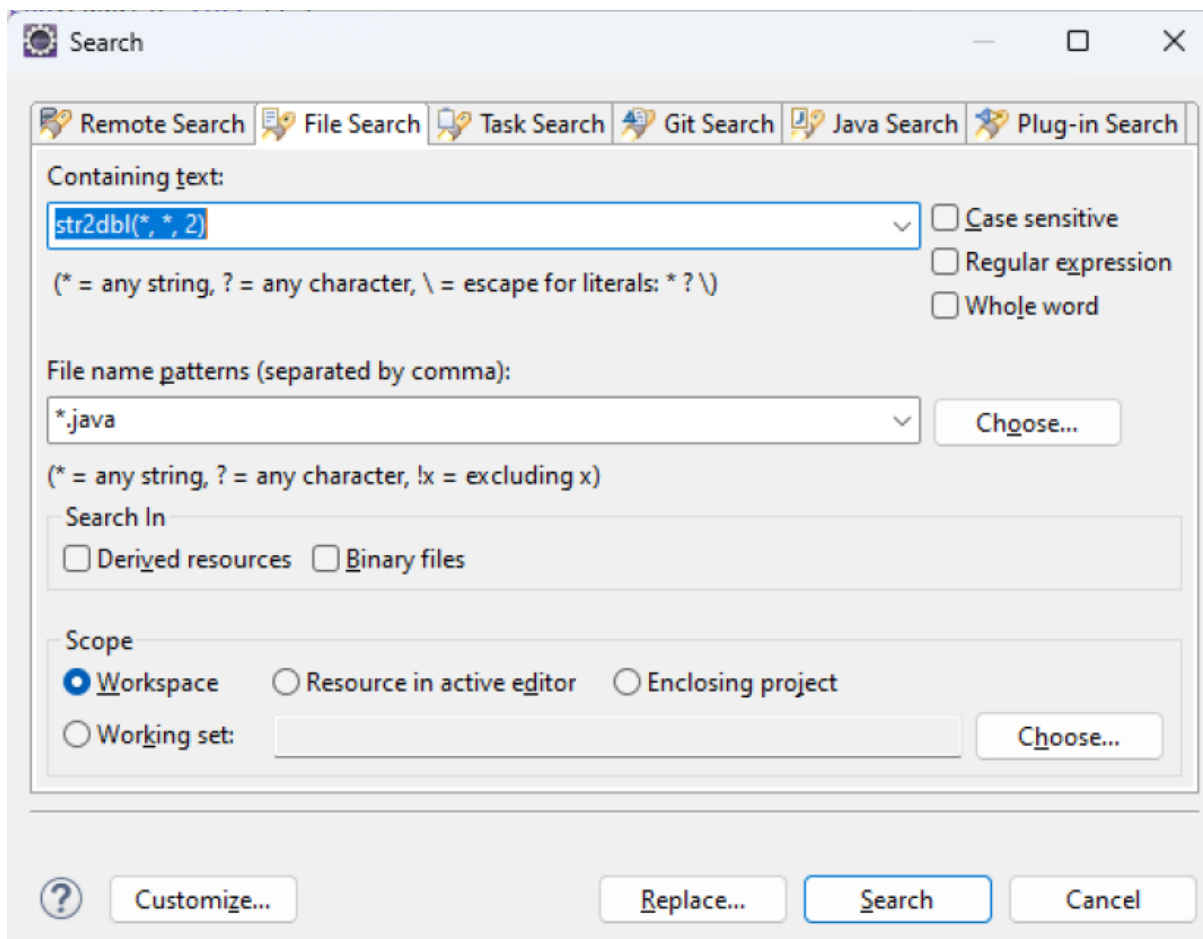 Search
Remote Search File Search Task Search Git Search Java Search Plug-in Search
Containing text:
str2dbl(*, *, 2)
Case sensitive
(* = any string, ? = any character, \ = escape for literals: * ? \)
Regular expression
Whole word
File name patterns (separated by comma):
*.java
Choose...
(* = any string, ? = any character, !x = excluding x)
Search In
Derived resources Binary files
Scope
Workspace Resource in active editor Enclosing project
Working set:
Choose...
? Customize... Replace... Search Cancel